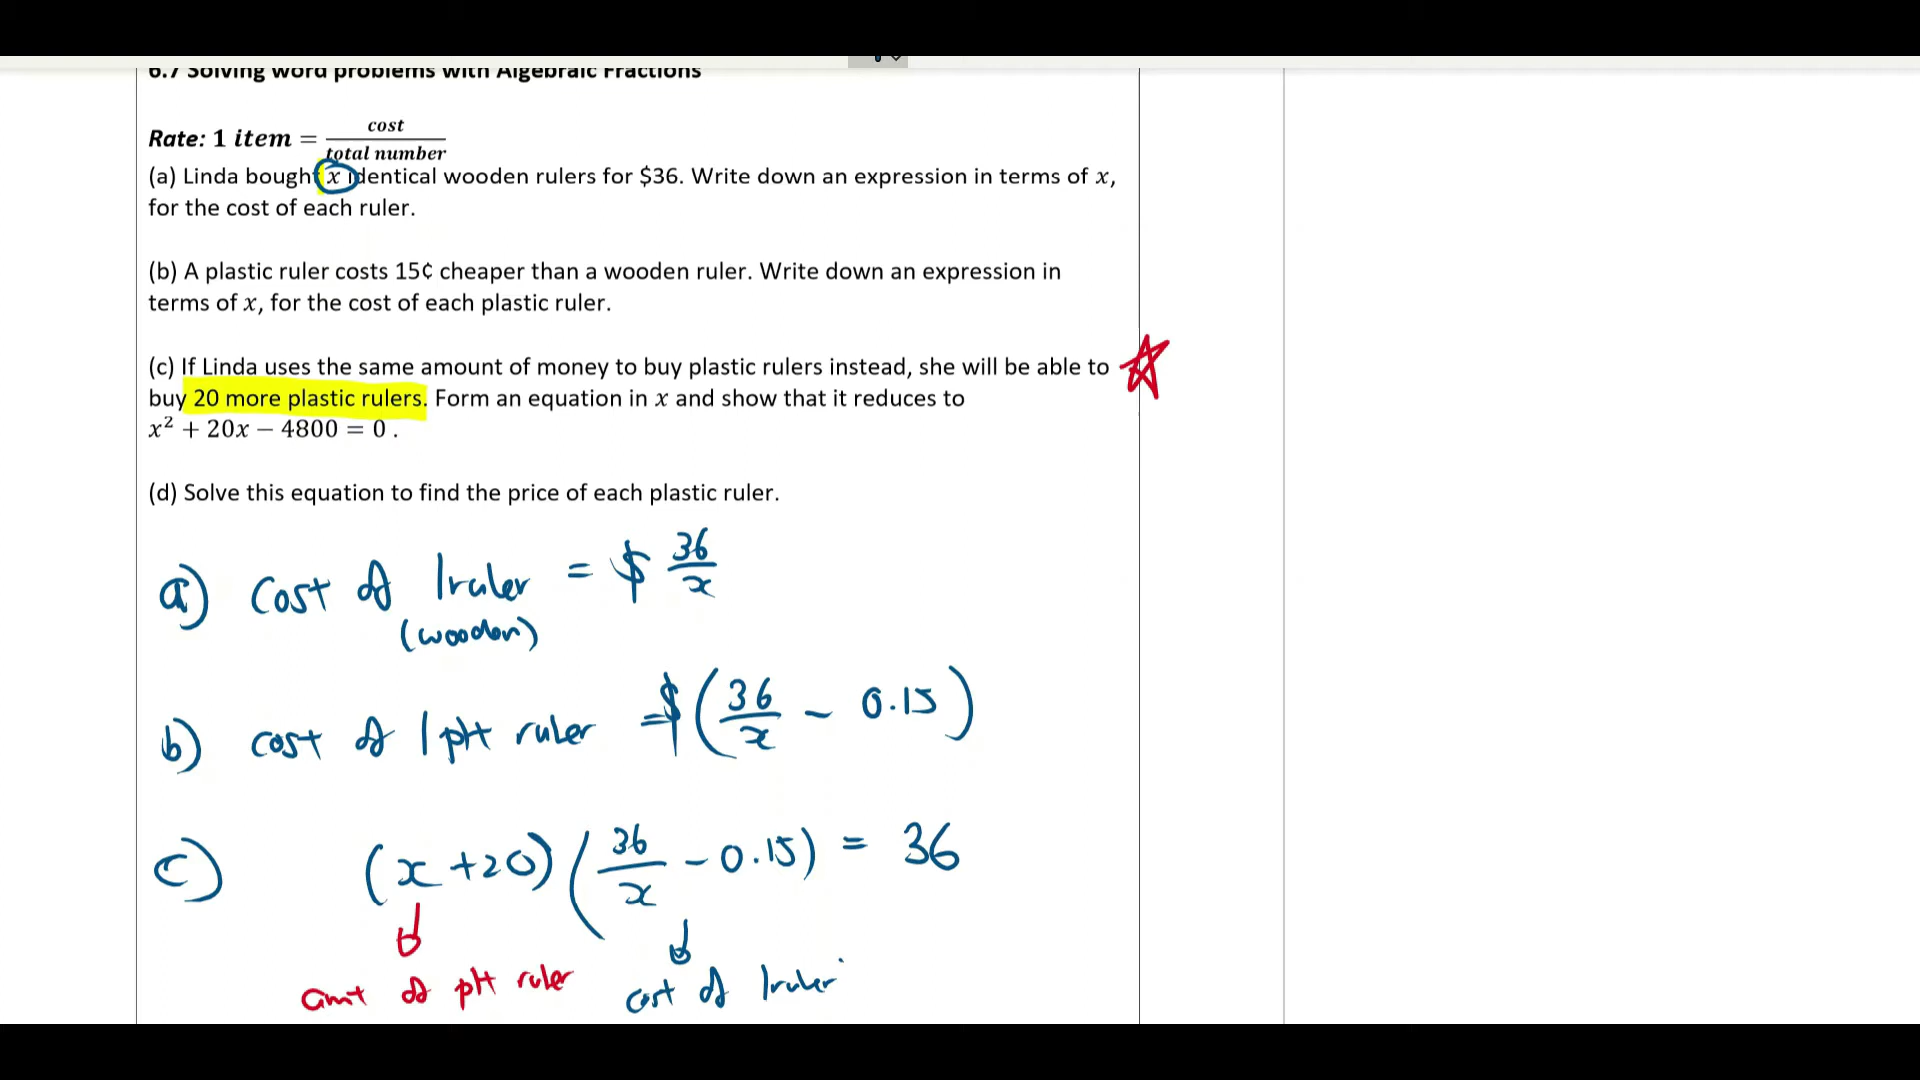 6.7 Solving word problems with Algebraic Fractions
Rate: 1 item = cost / total number
(a) Linda bought x identical wooden rulers for $36. Write down an expression in terms of x,
for the cost of each ruler.
(b) A plastic ruler costs 15¢ cheaper than a wooden ruler. Write down an expression in
terms of x, for the cost of each plastic ruler.
(c) If Linda uses the same amount of money to buy plastic rulers instead, she will be able to
buy 20 more plastic rulers. Form an equation in x and show that it reduces to
x² + 20x − 4800 = 0 .
(d) Solve this equation to find the price of each plastic ruler.
a) cost of 1 ruler = $ 36/x
(wooden)
b) cost of 1 plt ruler = $ (36/x − 0.15)
c) (x + 20) (36/x − 0.15) = 36
amt of plt ruler cost of 1 ruler